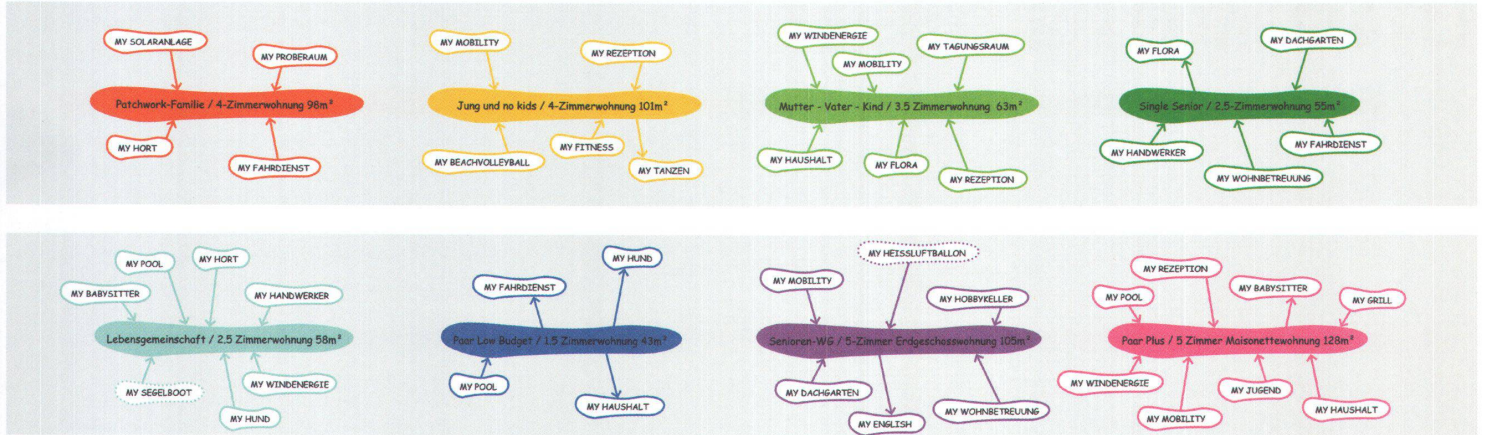 MY SOLARANLAGE
MY PROBERAUM
Patchwork-Familie / 4-Zimmerwohnung 98m²
MY HORT
MY FAHRDIENST
MY MOBILITY
MY REZEPTION
Jung und no kids / 4-Zimmerwohnung 101m²
MY BEACHVOLLEYBALL
MY FITNESS
MY TANZEN
MY WINDENERGIE
MY MOBILITY
MY TAGUNGSRAUM
Mutter - Vater - Kind / 3.5 Zimmerwohnung 63m²
MY HAUSHALT
MY FLORA
MY REZEPTION
MY FLORA
MY DACHGARTEN
Single Senior / 2.5-Zimmerwohnung 55m²
MY HANDWERKER
MY FAHRDIENST
MY WOHNBETREUUNG
MY POOL
MY HORT
MY BABYSITTER
MY HANDWERKER
Lebensgemeinschaft / 2.5 Zimmerwohnung 58m²
MY SEGELBOOT
MY WINDENERGIE
MY HUND
MY HUND
MY FAHRDIENST
Paar Low Budget / 1.5 Zimmerwohnung 43m²
MY POOL
MY HAUSHALT
MY HEISSLUFTBALLON
MY MOBILITY
MY HOBBYKELLER
Senioren-WG / 5-Zimmer Erdgeschosswohnung 105m²
MY DACHGARTEN
MY WOHNBETREUUNG
MY ENGLISH
MY REZEPTION
MY BABYSITTER
MY POOL
MY GRILL
Paar Plus / 5 Zimmer Maisonettewohnung 128m²
MY WINDENERGIE
MY JUGEND
MY MOBILITY
MY HAUSHALT